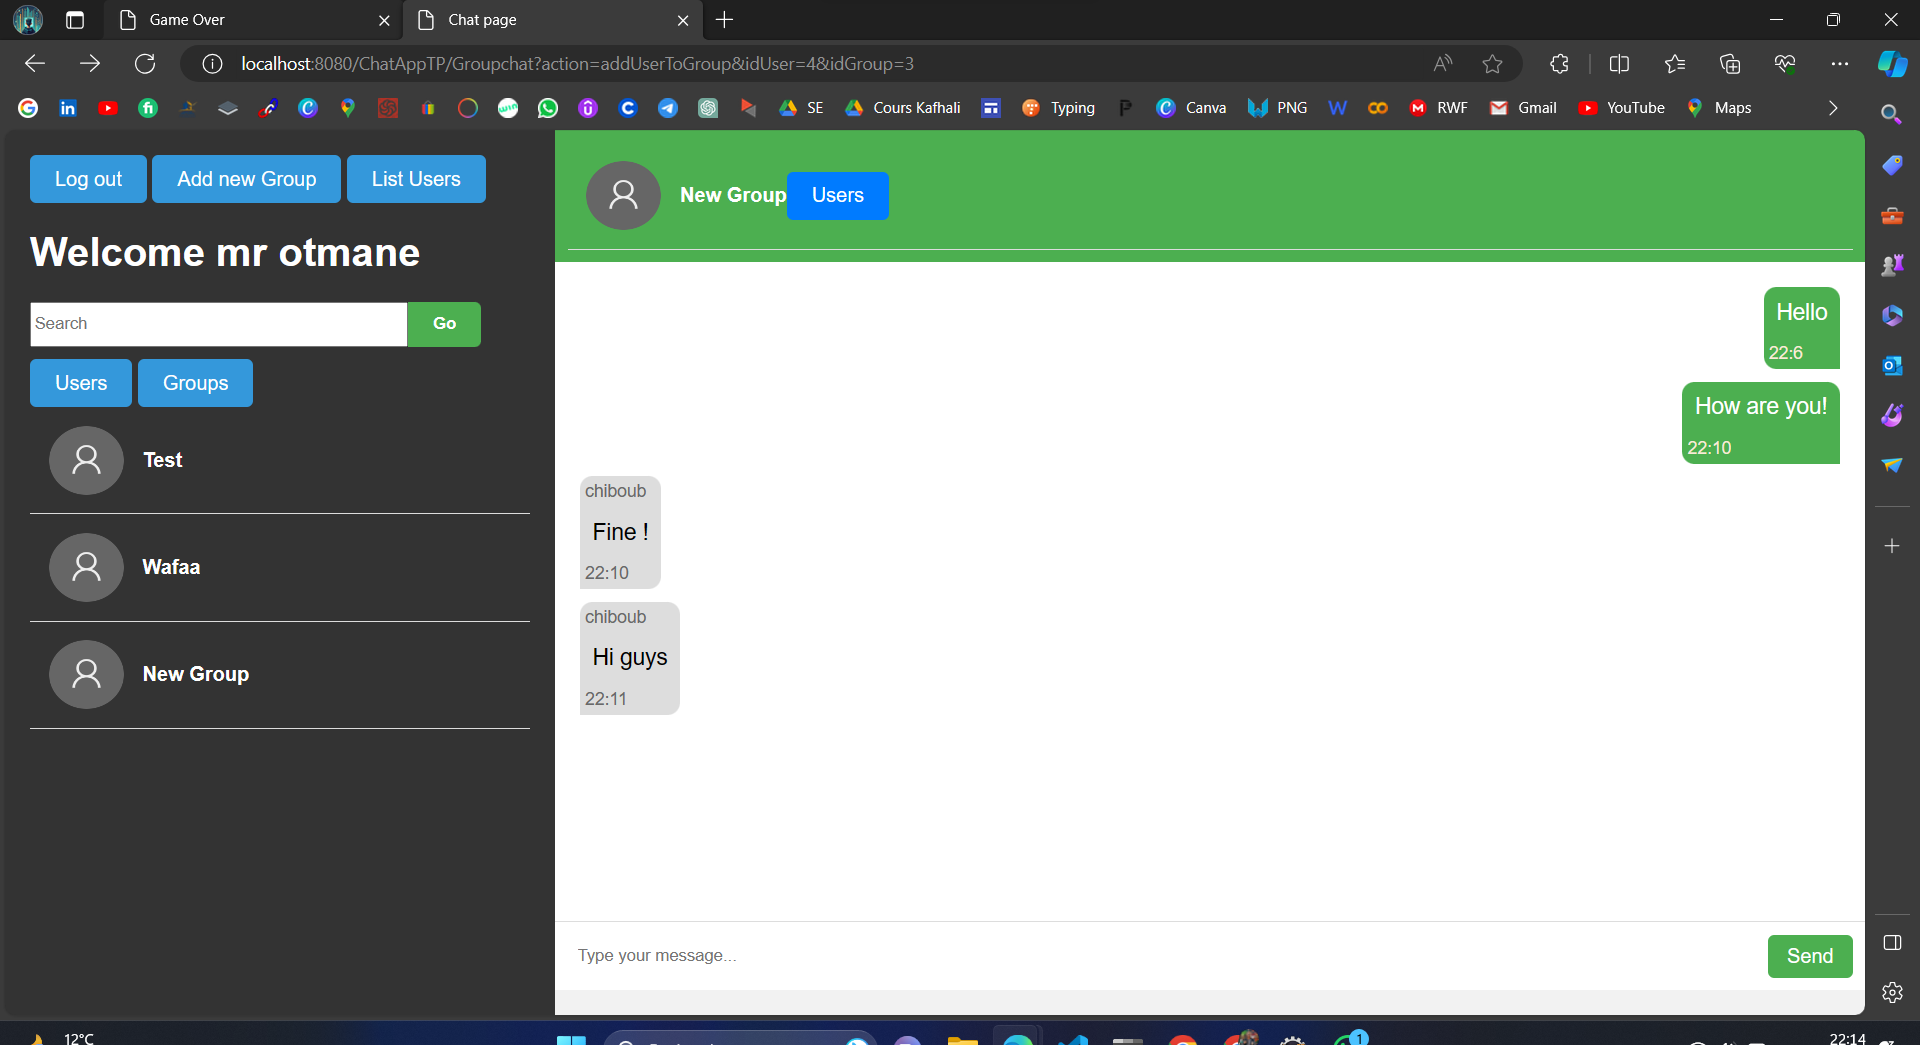 Game Over
Chat page
localhost:8080/ChatAppTP/Groupchat?action=addUserToGroup&idUser=4&idGroup=3
SE
Cours Kafhali
Typing
Canva
PNG
RWF
Gmail
YouTube
Maps
Log out
Add new Group
List Users
Welcome mr otmane
Search
Go
Users
Groups
Test
Wafaa
New Group
New Group
Users
Hello
22:6
How are you!
22:10
chiboub
Fine !
22:10
chiboub
Hi guys
22:11
Type your message...
Send
12°C
1
22:14